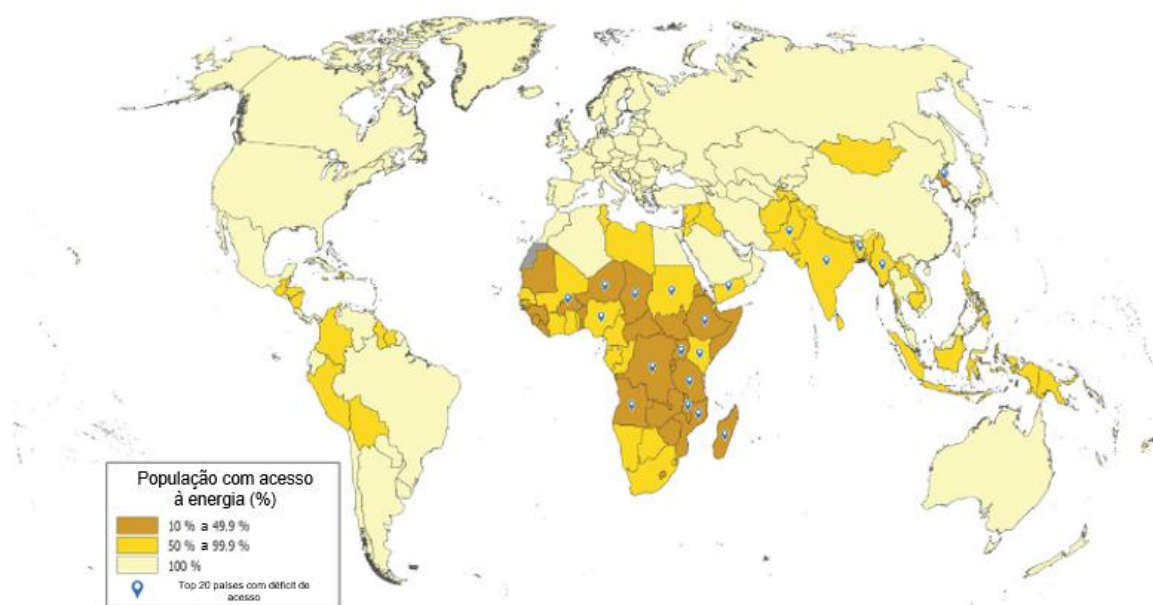 População com acesso
à energia (%)
10 % a 49.9 %
50 % a 99.9 %
100 %
Top 20 países com déficit de
acesso